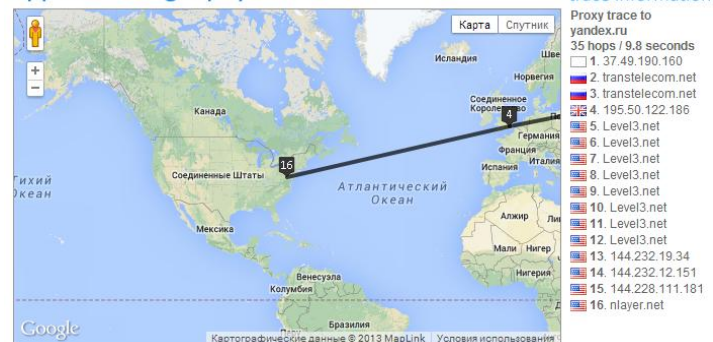 Карта
Спутник
Исландия
Норвегия
Соединенное
Канада
4
Германия
Франция
16
Соединенные Штаты
Испания
Италия
Атлантический
Океан
Тихий
Океан
Алжир
Мексика
Мали
Нигер
Венесуэла
Нигерия
Колумбия
Бразилия
Google
Картографические данные © 2013 MapLink
Условия использования
Proxy trace to
yandex.ru
35 hops / 9.8 seconds
1. 37.49.190.160
2. transtelecom.net
3. transtelecom.net
4. 195.50.122.186
5. Level3.net
6. Level3.net
7. Level3.net
8. Level3.net
9. Level3.net
10. Level3.net
11. Level3.net
12. Level3.net
13. 144.232.19.34
14. 144.232.12.151
15. 144.228.111.181
16. nlayer.net